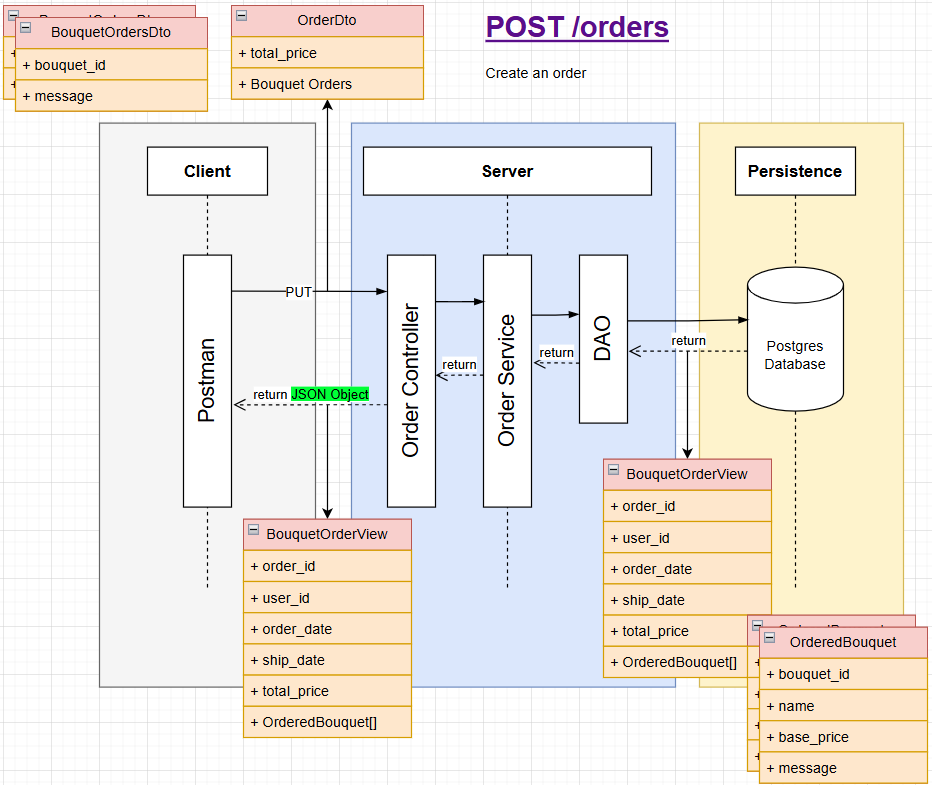 BouquetOrdersDto
+ bouquet_id
+ message
OrderDto
+ total_price
+ Bouquet Orders
POST /orders
Create an order
Client
Server
Persistence
PUT
Postman
Order Controller
Order Service
DAO
Postgres
Database
return
return
return
return JSON Object
BouquetOrderView
+ order_id
+ user_id
+ order_date
+ ship_date
+ total_price
+ OrderedBouquet[]
BouquetOrderView
+ order_id
+ user_id
+ order_date
+ ship_date
+ total_price
+ OrderedBouquet[]
OrderedBouquet
+ bouquet_id
+ name
+ base_price
+ message